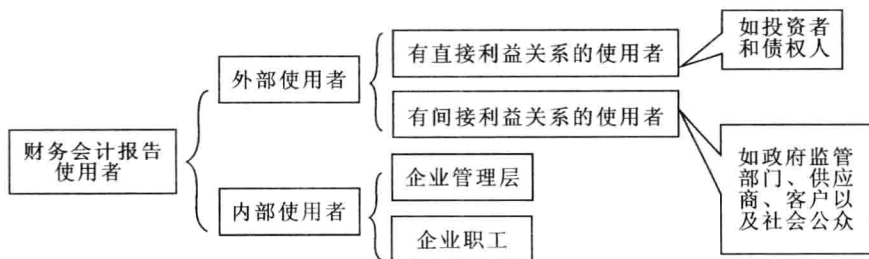 财务会计报告
使用者
外部使用者
有直接利益关系的使用者
如投资者
和债权人
有间接利益关系的使用者
如政府监管
部门、供应
商、客户以
及社会公众
内部使用者
企业管理层
企业职工